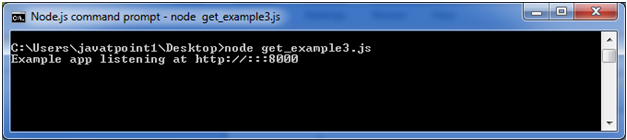 Node.js command prompt - node  get_example3.js
C:\Users\javatpoint1\Desktop>node get_example3.js
Example app listening at http://:::8000